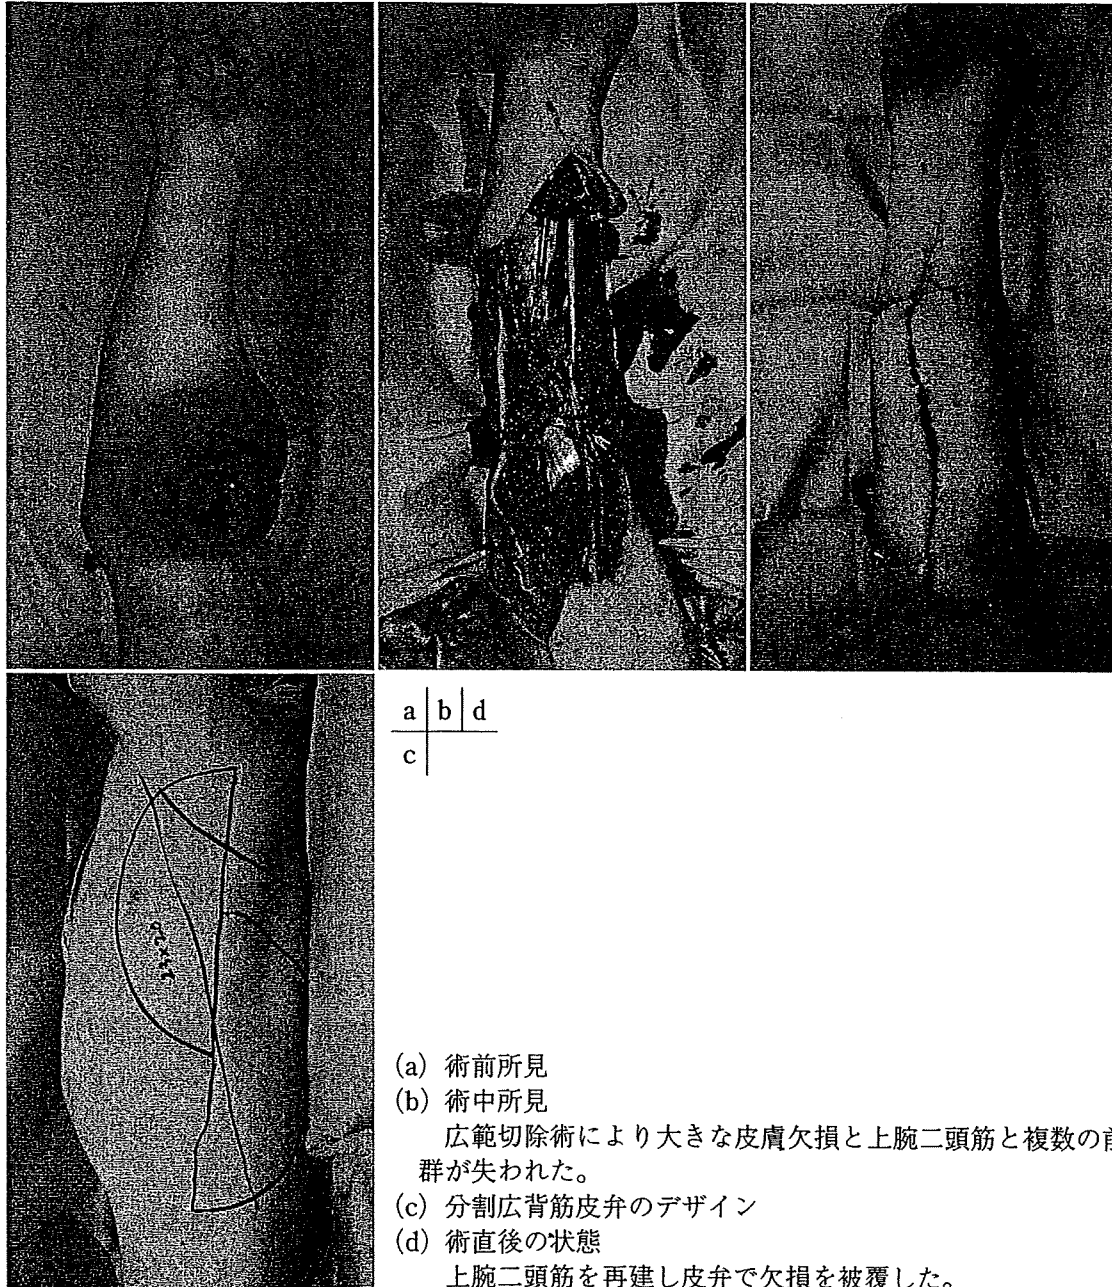 a b d
c
(a) 術前所見
(b) 術中所見
広範切除術により大きな皮膚欠損と上腕二頭筋と複数の前
群が失われた。
(c) 分割広背筋皮弁のデザイン
(d) 術直後の状態
上腕二頭筋を再建し皮弁で欠損を被覆した。